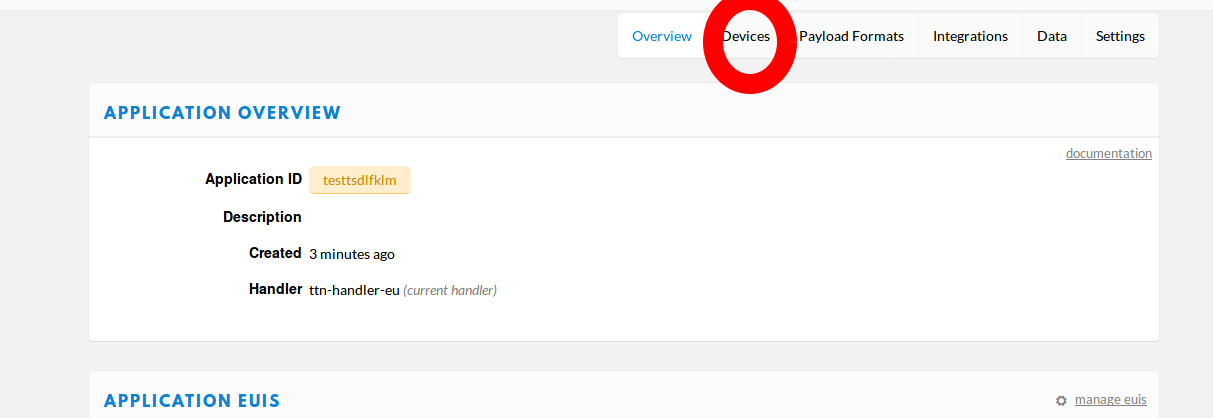 Overview Devices Payload Formats Integrations Data Settings
APPLICATION OVERVIEW
documentation
Application ID testtsdlfklm
Description
Created 3 minutes ago
Handler ttn-handler-eu (current handler)
APPLICATION EUIS manage euis